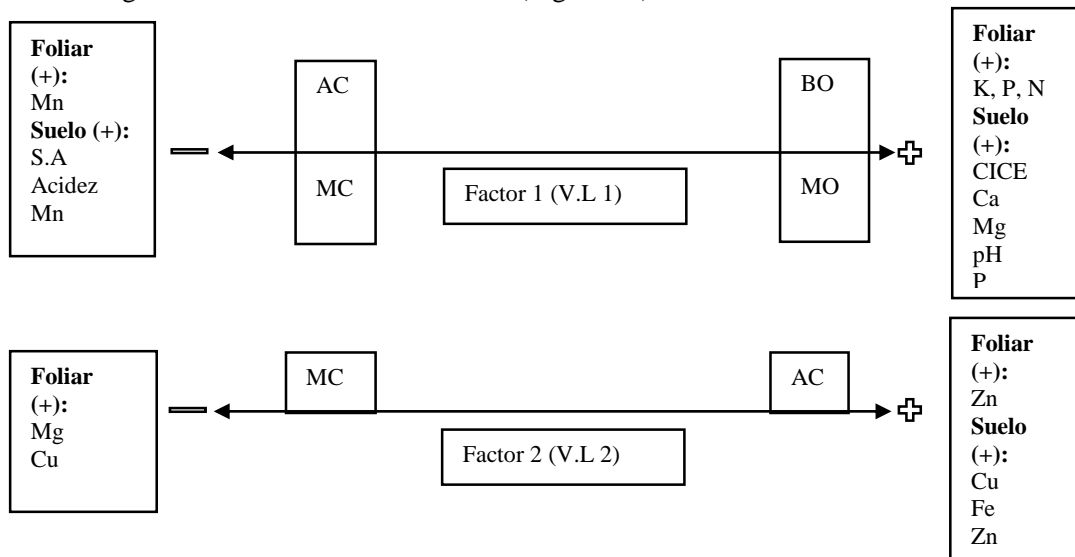 Foliar
(+):
Mn
Suelo (+):
S.A
Acidez
Mn
AC
MC
Factor 1 (V.L 1)
BO
MO
Foliar
(+):
K, P, N
Suelo
(+):
CICE
Ca
Mg
pH
P
Foliar
(+):
Mg
Cu
MC
Factor 2 (V.L 2)
AC
Foliar
(+):
Zn
Suelo
(+):
Cu
Fe
Zn